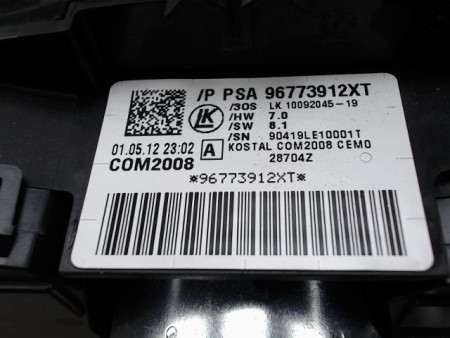 /P PSA 96773912XT
/3OS LK 10092045-19
/HW 7.0
/SW 8.1
/SN 90419LE10001T
KOSTAL COM2008 CEMO
28704Z
LK
01.05.12 23:02 A
COM2008
*96773912XT*